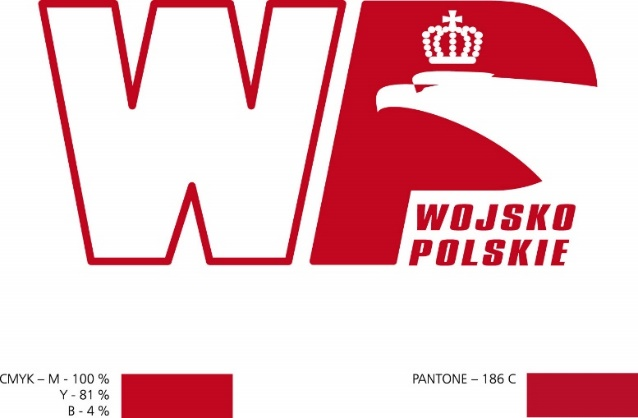 WP
WOJSKO
POLSKIE
CMYK – M - 100 %
Y - 81 %
B - 4 %
PANTONE – 186 C